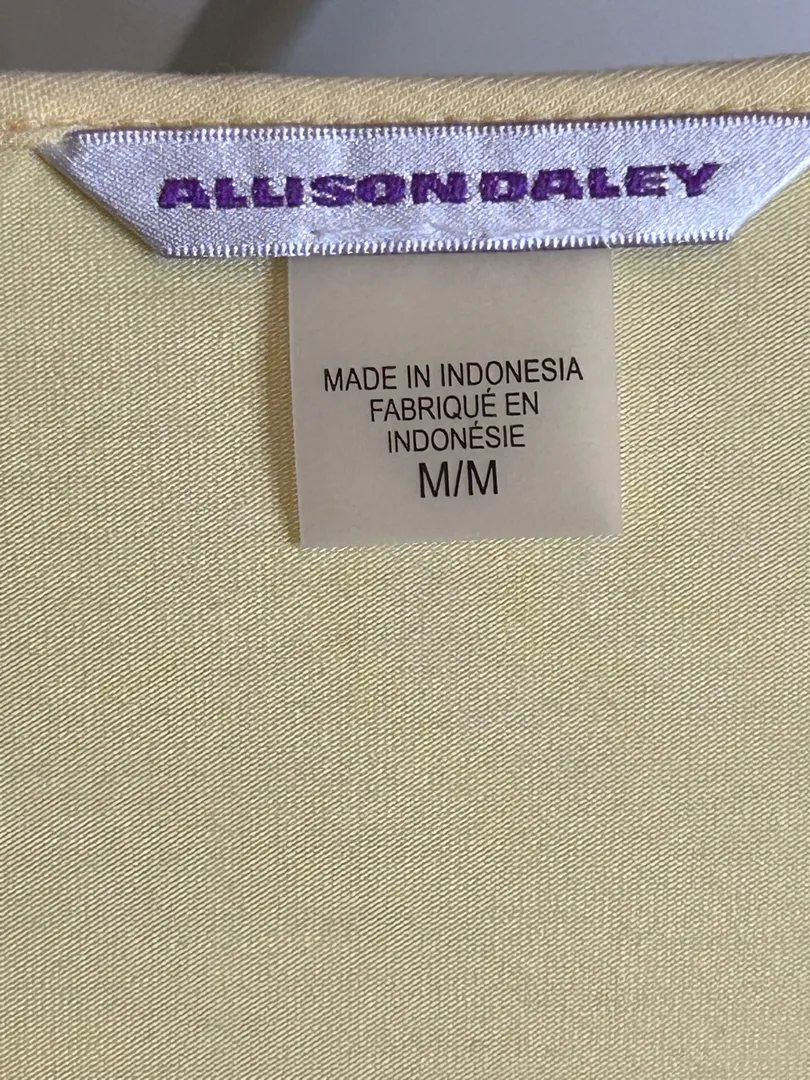 ALLISON DALEY
MADE IN INDONESIA
FABRIQUÉ EN
INDONÉSIE
M/M